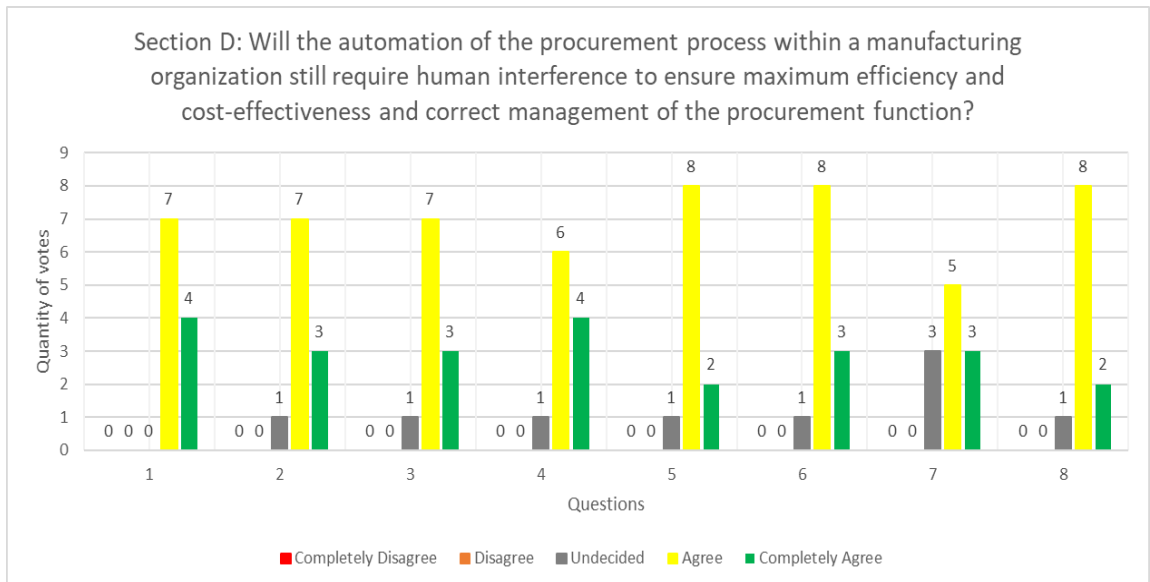 Section D: Will the automation of the procurement process within a manufacturing
organization still require human interference to ensure maximum efficiency and
cost-effectiveness and correct management of the procurement function?
Quantity of votes
9
8
7
6
5
4
3
2
1
0
0 0 0 7 4
0 0 1 7 3
0 0 1 7 3
0 0 1 6 4
0 0 1 8 2
0 0 1 8 3
0 0 3 5 3
0 0 1 8 2
1 2 3 4 5 6 7 8
Questions
Completely Disagree Disagree Undecided Agree Completely Agree